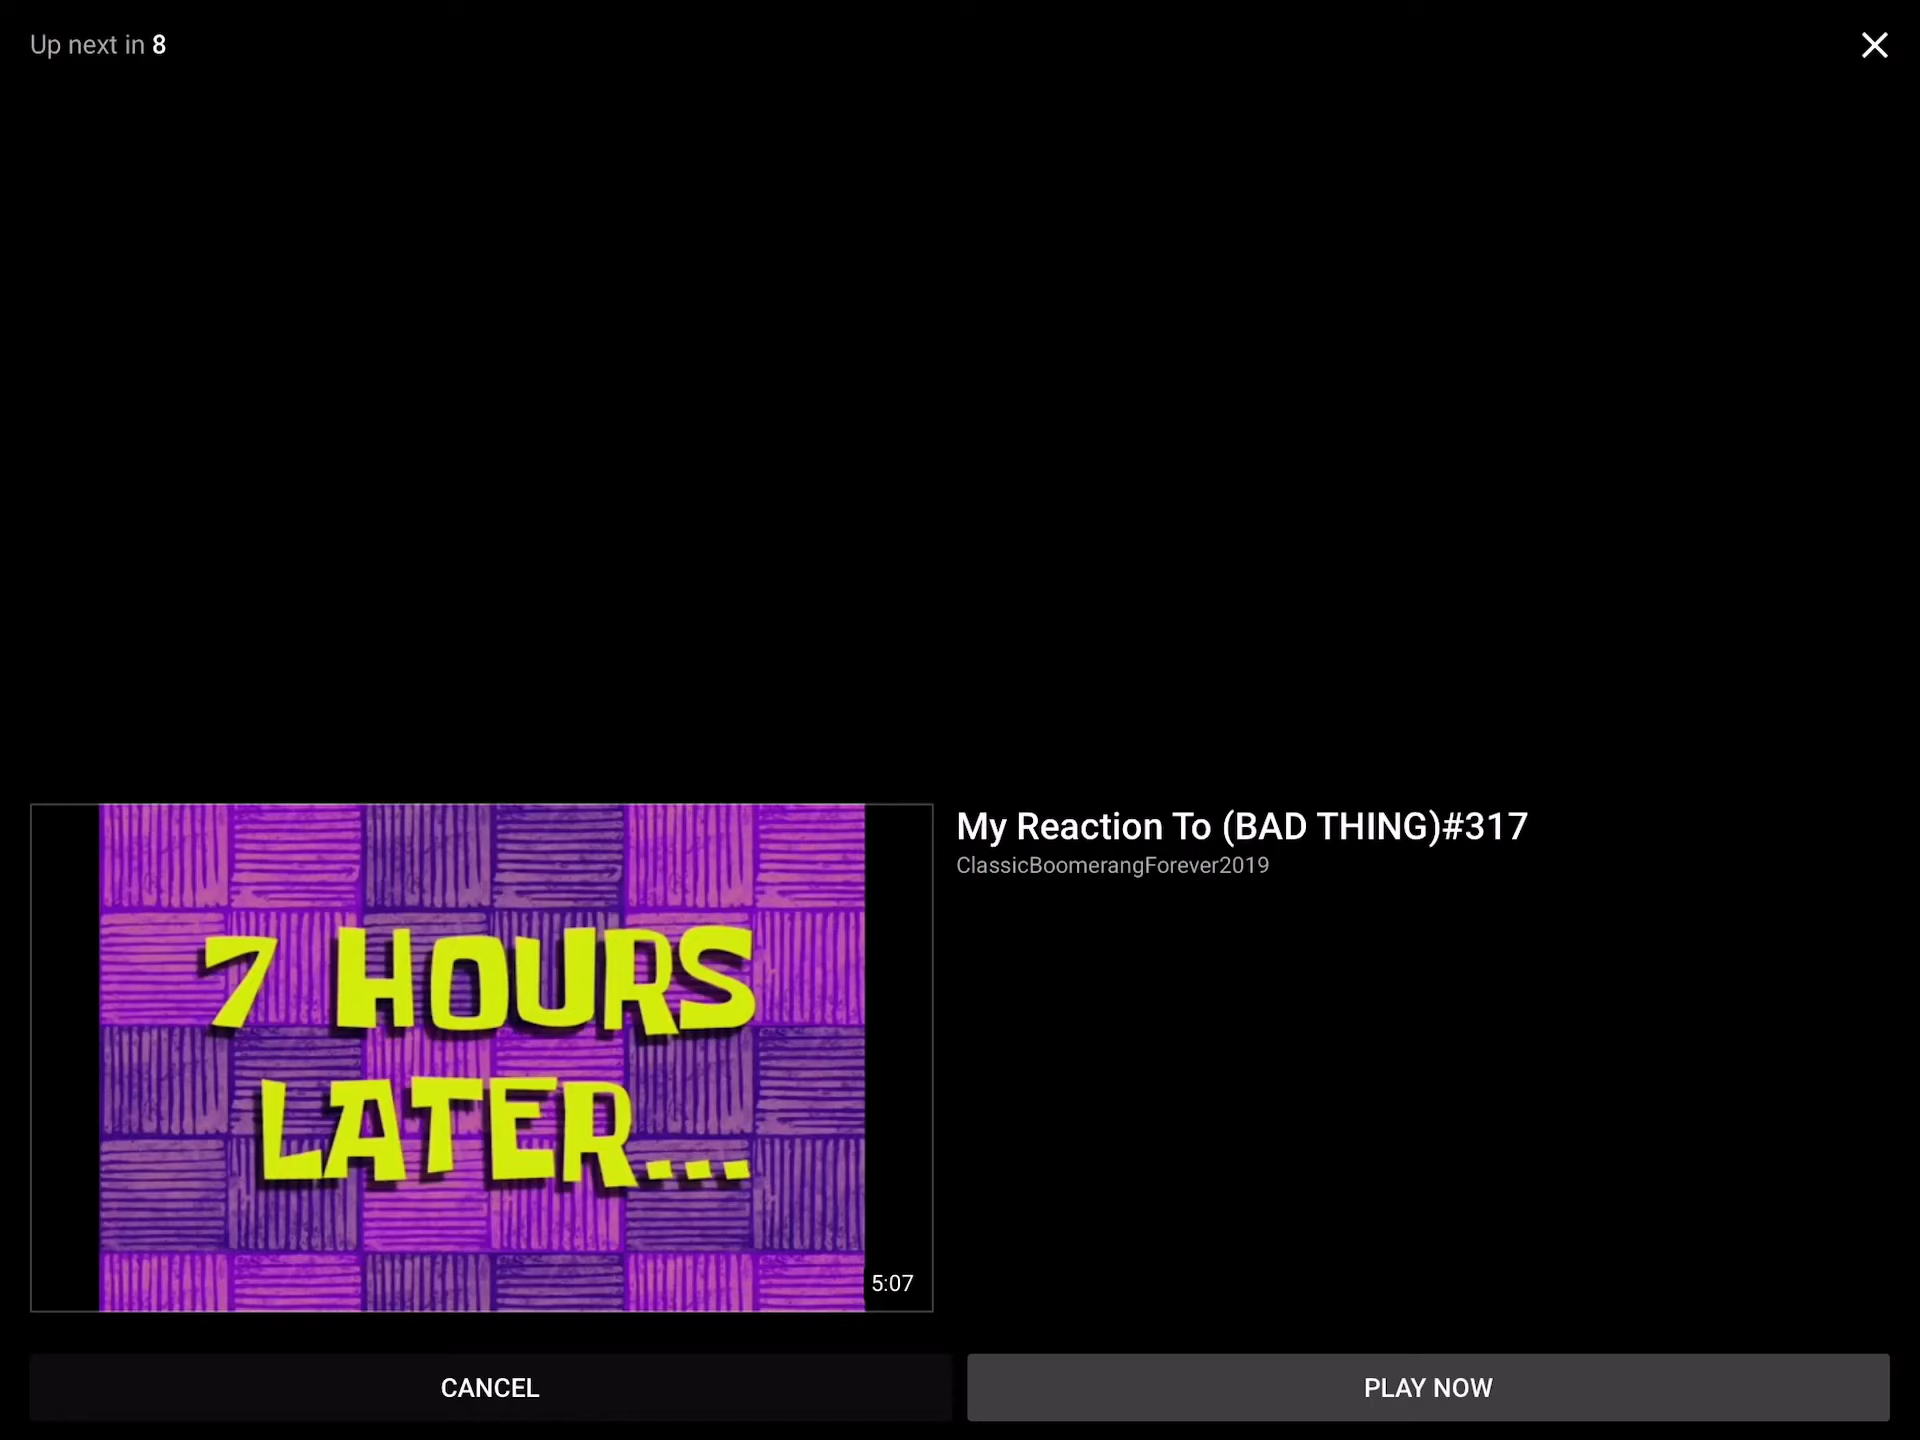 Up next in 8
My Reaction To (BAD THING)#317
ClassicBoomerangForever2019
7 HOURS
LATER...
5:07
CANCEL
PLAY NOW